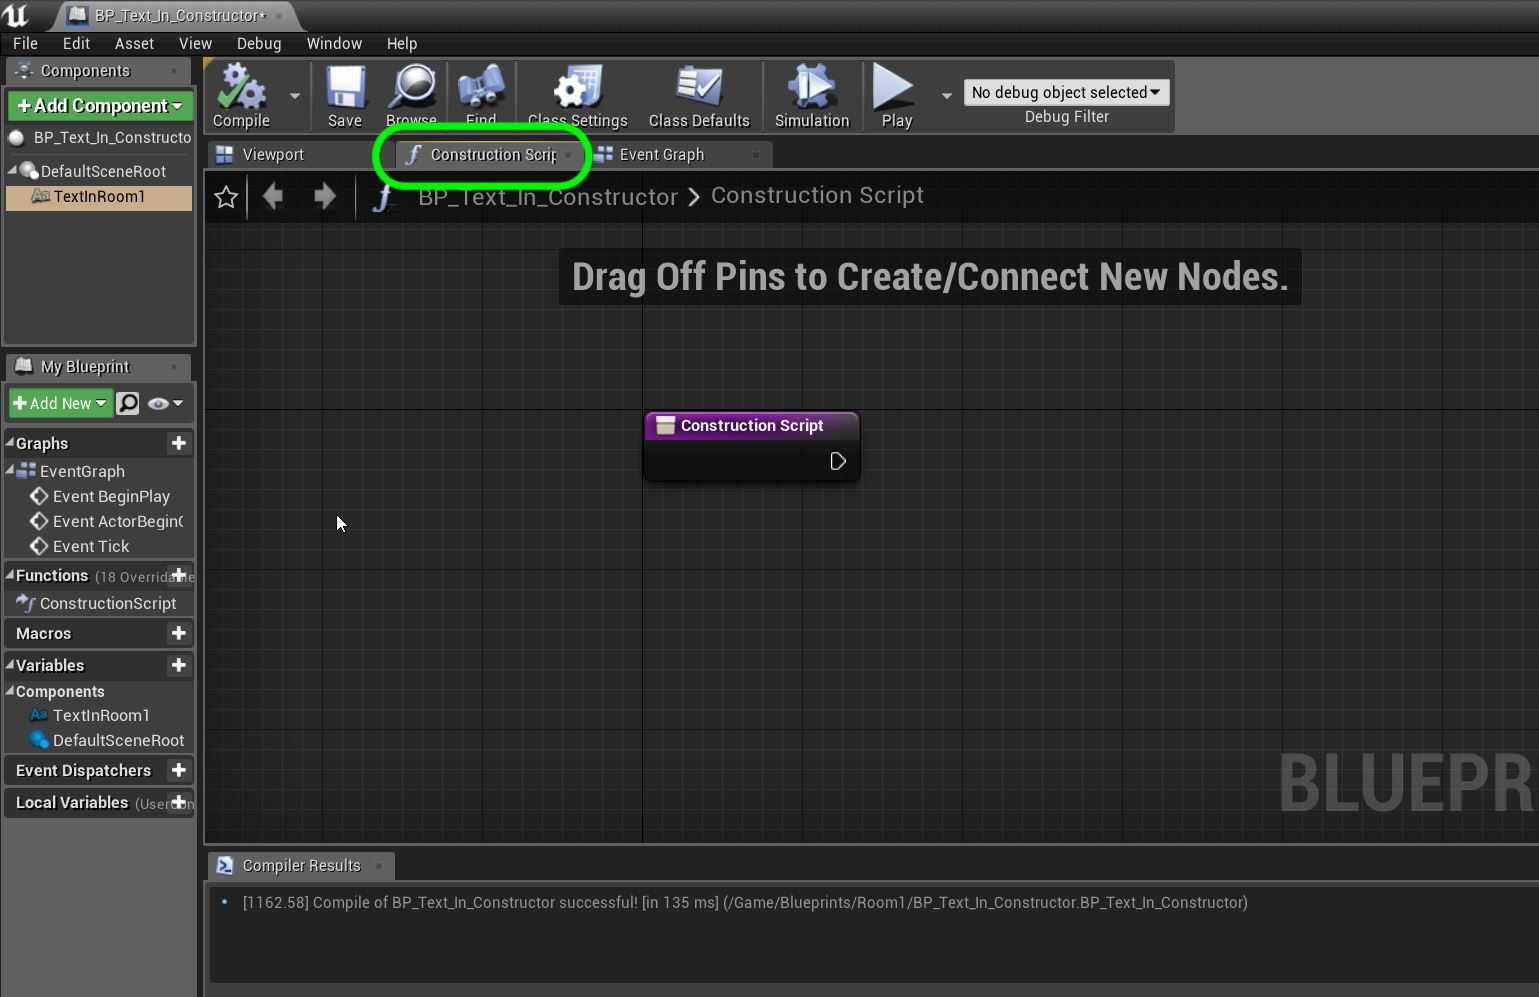 BP_Text_In_Constructor*
File Edit Asset View Debug Window Help
Components
+Add Component
BP_Text_In_Constructo
DefaultSceneRoot
TextInRoom1
Compile Save Browse Find Class Settings Class Defaults Simulation Play
No debug object selected
Debug Filter
Viewport
Construction Scrip
Event Graph
BP_Text_In_Constructor > Construction Script
Drag Off Pins to Create/Connect New Nodes.
Construction Script
BLUEPR
My Blueprint
+Add New
Graphs
EventGraph
Event BeginPlay
Event ActorBegin
Event Tick
Functions (18 Overridable
ConstructionScript
Macros
Variables
Components
Aa TextInRoom1
DefaultSceneRoot
Event Dispatchers
Local Variables (UserCon
Compiler Results
[1162.58] Compile of BP_Text_In_Constructor successful! [in 135 ms] (/Game/Blueprints/Room1/BP_Text_In_Constructor.BP_Text_In_Constructor)